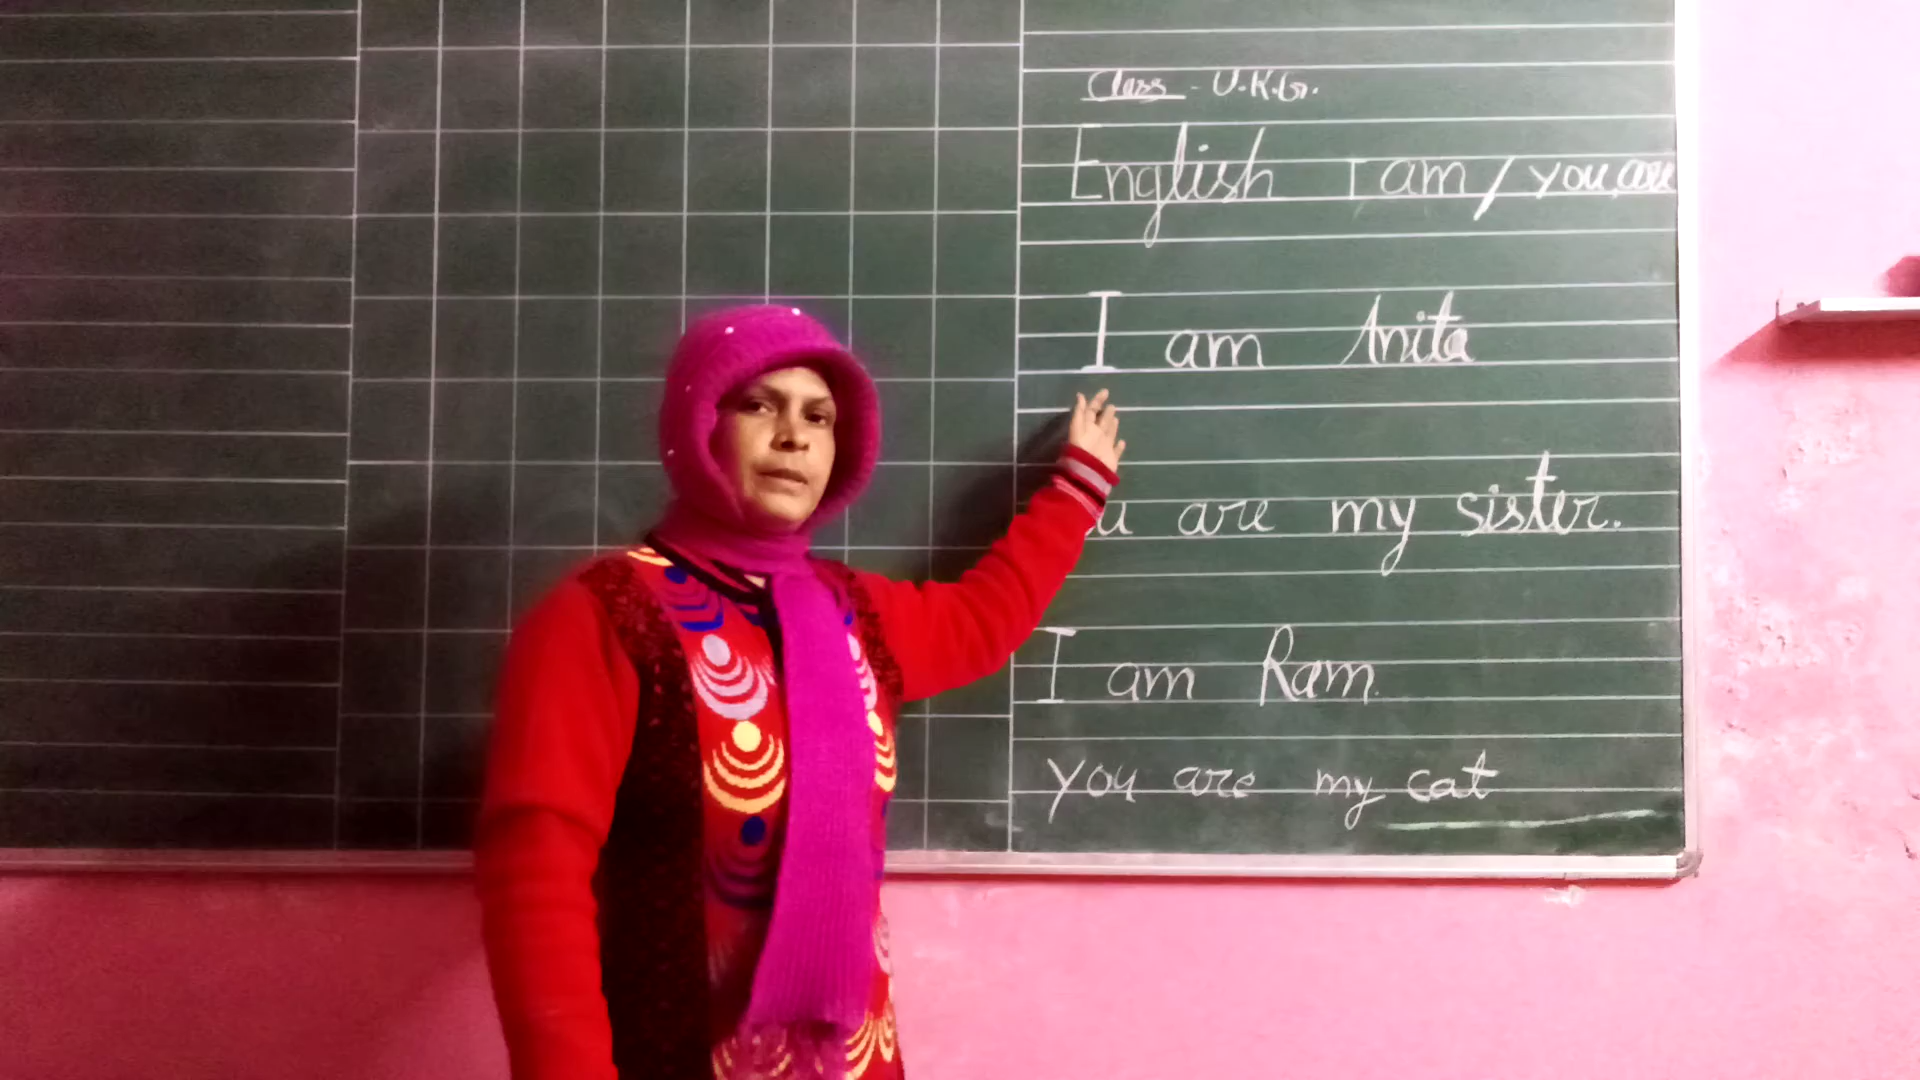 Class - U.K.G.
English I am / you are
I am Anita
u are my sister.
I am Ram.
you are my cat